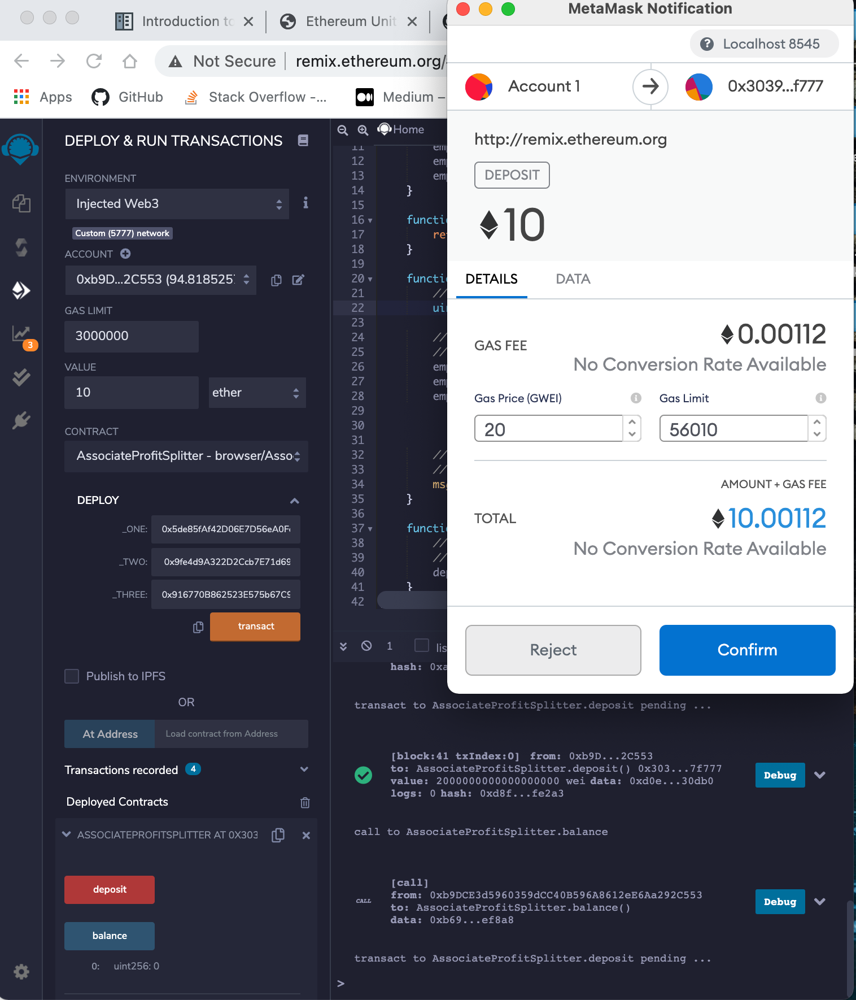 Introduction to
Ethereum Unit
Not Secure
remix.ethereum.org/
Apps
GitHub
Stack Overflow -...
Medium –
DEPLOY & RUN TRANSACTIONS
ENVIRONMENT
Injected Web3
Custom (5777) network
ACCOUNT
0xb9D...2C553 (94.8185257
GAS LIMIT
3000000
VALUE
10
ether
CONTRACT
AssociateProfitSplitter - browser/Asso
DEPLOY
_ONE:
0x5de85fAf42D06E7D56eA0F
_TWO:
0x9fe4d9A322D2Ccb7E71d69
_THREE:
0x916770B862523E575b67C9
transact
Publish to IPFS
OR
At Address
Load contract from Address
Transactions recorded
4
Deployed Contracts
ASSOCIATEPROFITSPLITTER AT 0X303
deposit
balance
0: uint256: 0
3
Home
11 emp
12 emp
13 emp
14 }
15
16 functi
17 re
18 }
19
20 functi
21 //
22 ui
23
24 //
25 //
26 emp
27 emp
28 emp
29
30
31
32 //
33 //
34 msg
35 }
36
37 functi
38 //
39 //
40 dep
41 }
42
1
lis
hash: 0xa
transact to AssociateProfitSplitter.deposit pending ...
[block:41 txIndex:0] from: 0xb9D...2C553
to: AssociateProfitSplitter.deposit() 0x303...7f777
value: 2000000000000000000 wei data: 0xd0e...30db0
logs: 0 hash: 0xd8f...fe2a3
Debug
call to AssociateProfitSplitter.balance
CALL
[call]
from: 0xb9DCE3d5960359dCC40B596A8612eE6Aa292C553
to: AssociateProfitSplitter.balance()
data: 0xb69...ef8a8
Debug
transact to AssociateProfitSplitter.deposit pending ...
>
MetaMask Notification
Localhost 8545
Account 1
0x3039...f777
http://remix.ethereum.org
DEPOSIT
10
DETAILS
DATA
GAS FEE
0.00112
No Conversion Rate Available
Gas Price (GWEI)
Gas Limit
20
56010
AMOUNT + GAS FEE
TOTAL
10.00112
No Conversion Rate Available
Reject
Confirm